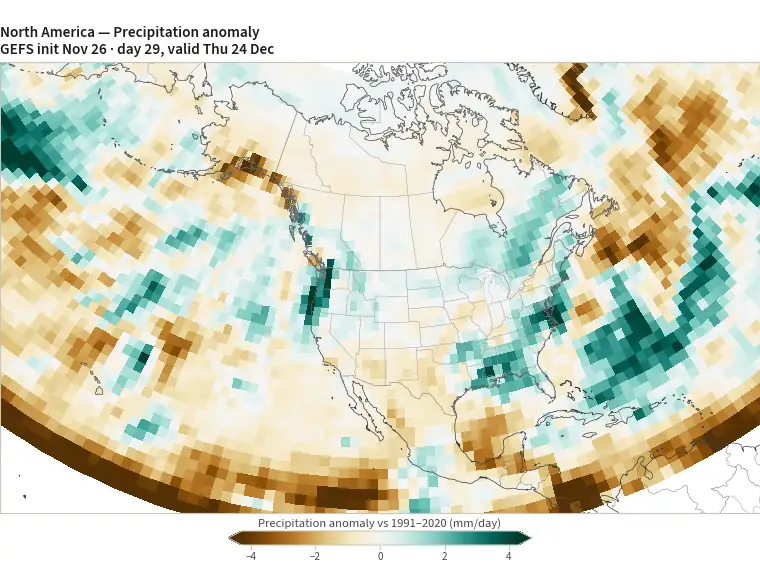 North America — Precipitation anomaly
GEFS init Nov 26 · day 29, valid Thu 24 Dec
Precipitation anomaly vs 1991–2020 (mm/day)
−4 −2 0 2 4